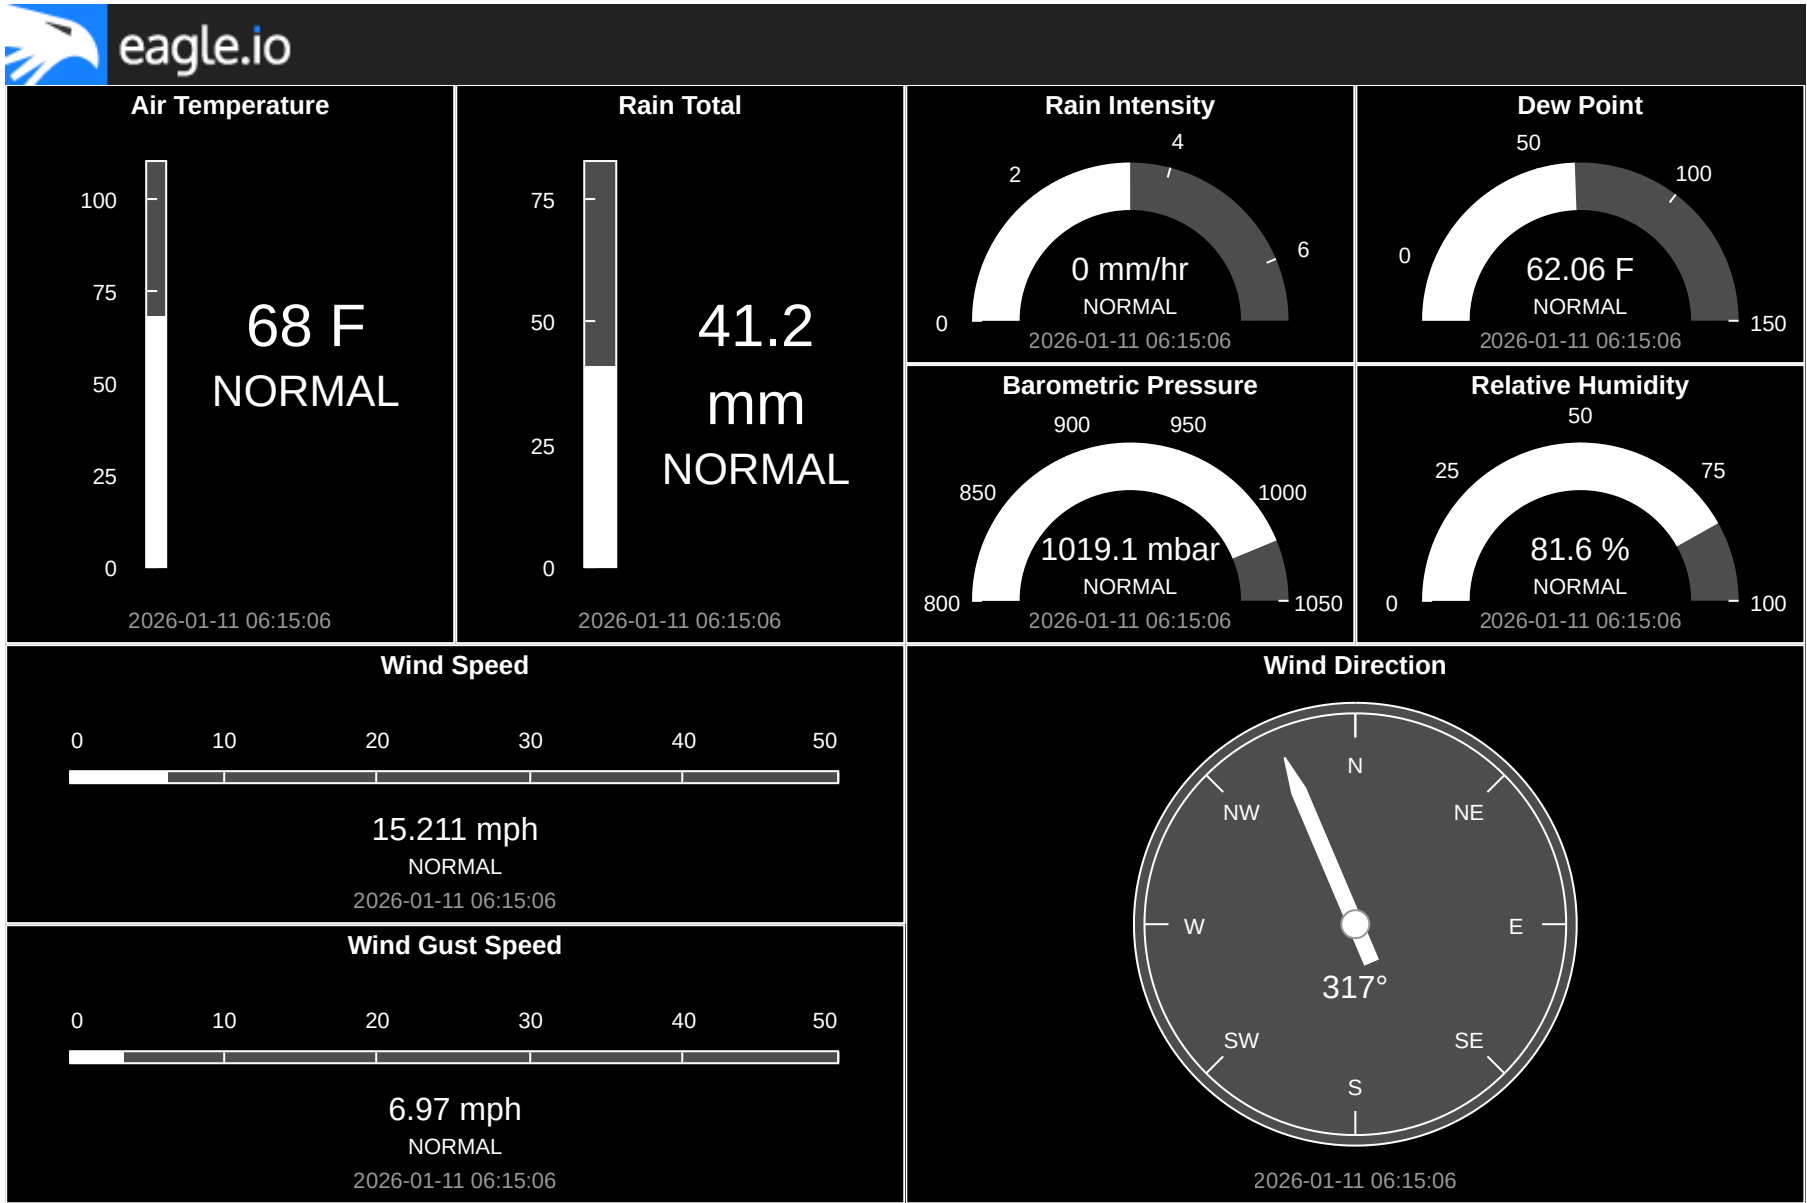 eagle.io
Air Temperature
100
75
50
25
0
68 F
NORMAL
2026-01-11 06:15:06
Rain Total
75
50
25
0
41.2
mm
NORMAL
2026-01-11 06:15:06
Rain Intensity
0
2
4
6
0 mm/hr
NORMAL
2026-01-11 06:15:06
Dew Point
0
50
100
150
62.06 F
NORMAL
2026-01-11 06:15:06
Barometric Pressure
800
850
900
950
1000
1050
1019.1 mbar
NORMAL
2026-01-11 06:15:06
Relative Humidity
0
25
50
75
100
81.6 %
NORMAL
2026-01-11 06:15:06
Wind Speed
0 10 20 30 40 50
15.211 mph
NORMAL
2026-01-11 06:15:06
Wind Gust Speed
0 10 20 30 40 50
6.97 mph
NORMAL
2026-01-11 06:15:06
Wind Direction
N
NW NE
W E
317°
SW SE
S
2026-01-11 06:15:06